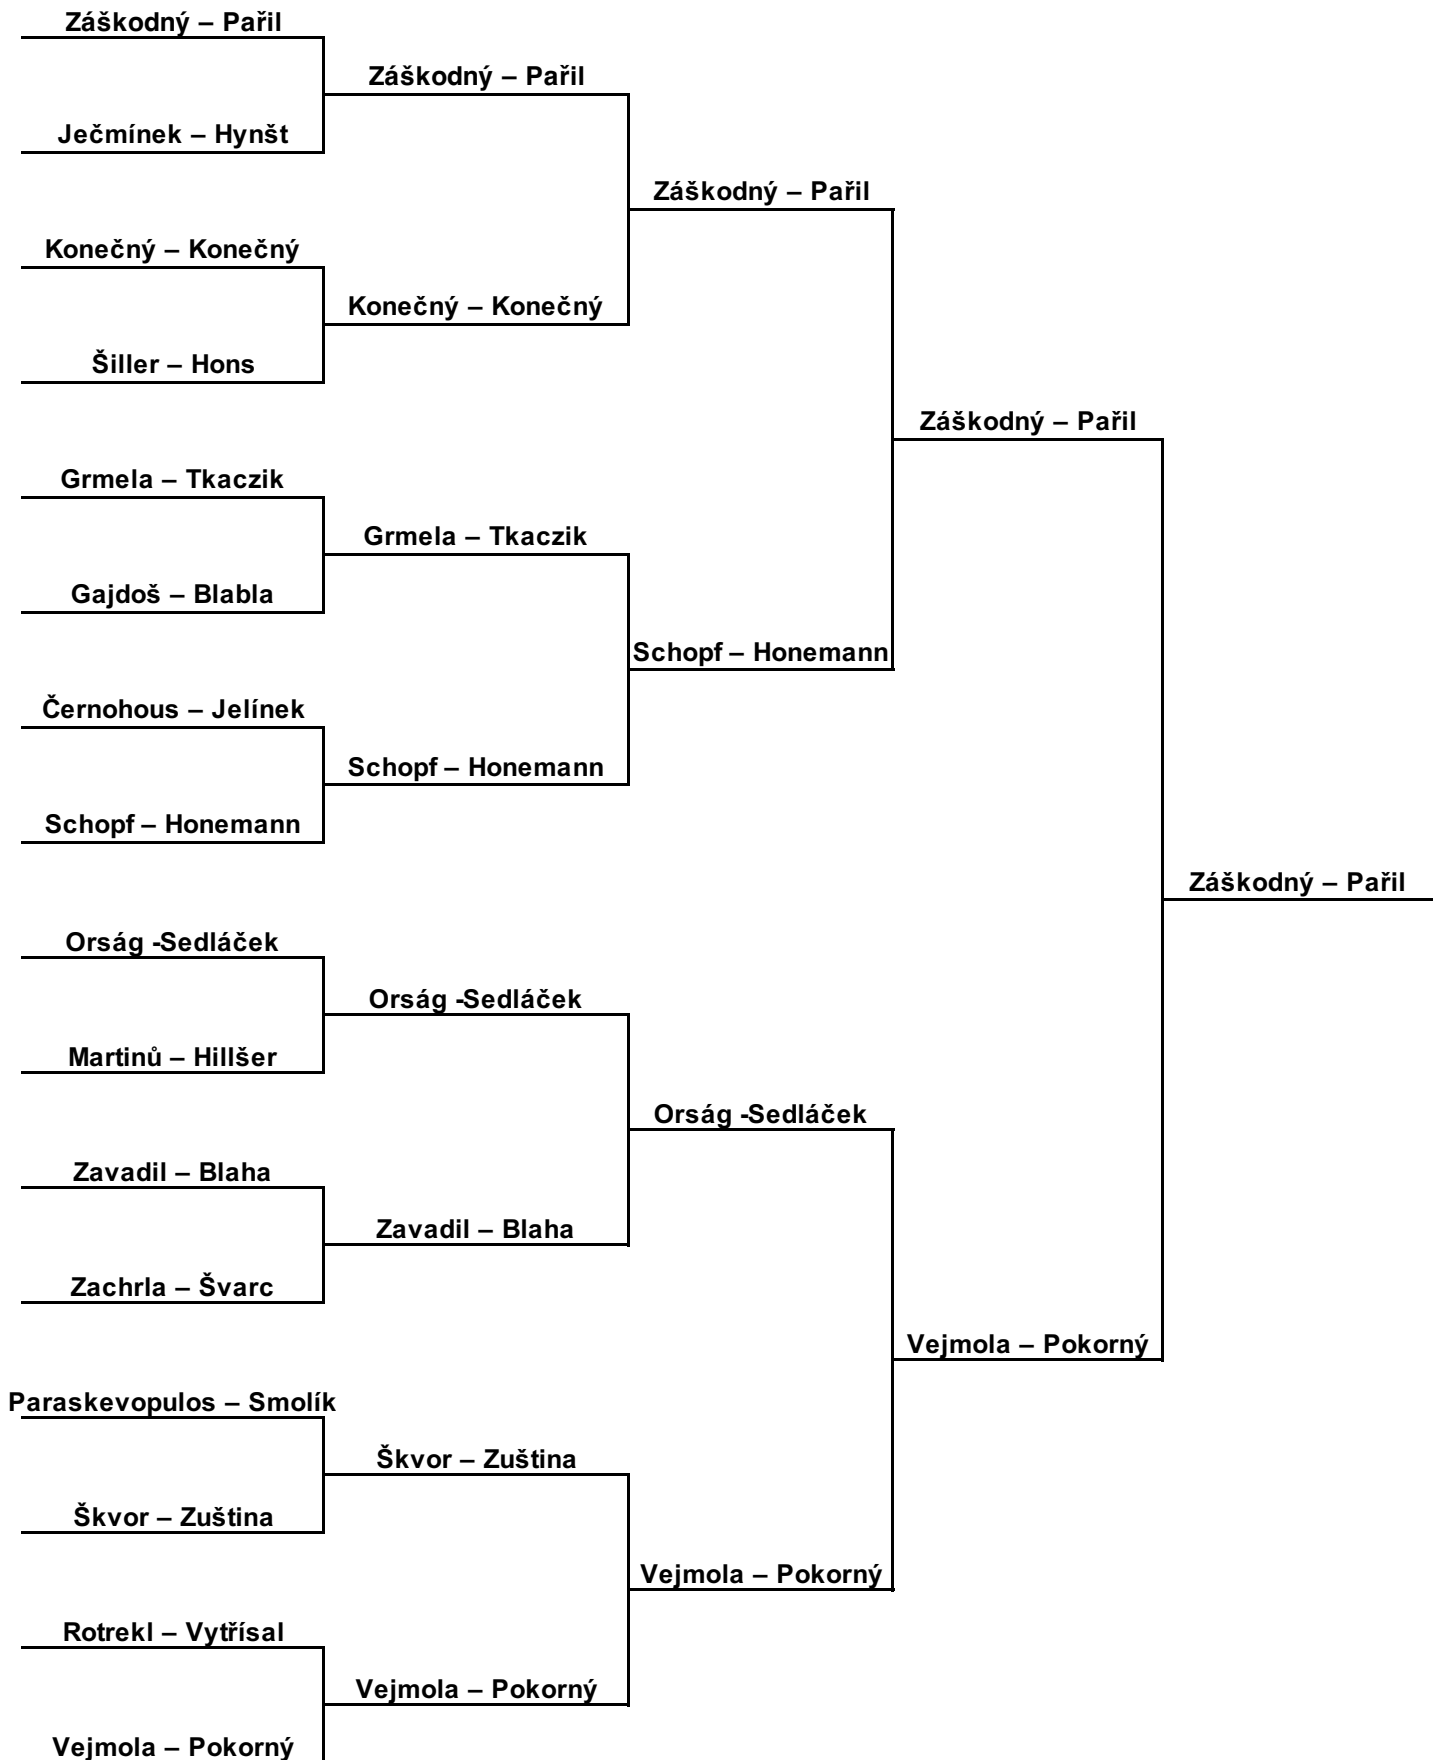 Záškodný – Pařil
Záškodný – Pařil
Ječmínek – Hynšt
Záškodný – Pařil
Konečný – Konečný
Konečný – Konečný
Šiller – Hons
Záškodný – Pařil
Grmela – Tkaczik
Grmela – Tkaczik
Gajdoš – Blabla
Schopf – Honemann
Černohous – Jelínek
Schopf – Honemann
Schopf – Honemann
Záškodný – Pařil
Orság -Sedláček
Orság -Sedláček
Martinů – Hillšer
Orság -Sedláček
Zavadil – Blaha
Zavadil – Blaha
Zachrla – Švarc
Vejmola – Pokorný
Paraskevopulos – Smolík
Škvor – Zuština
Škvor – Zuština
Vejmola – Pokorný
Rotrekl – Vytřísal
Vejmola – Pokorný
Vejmola – Pokorný